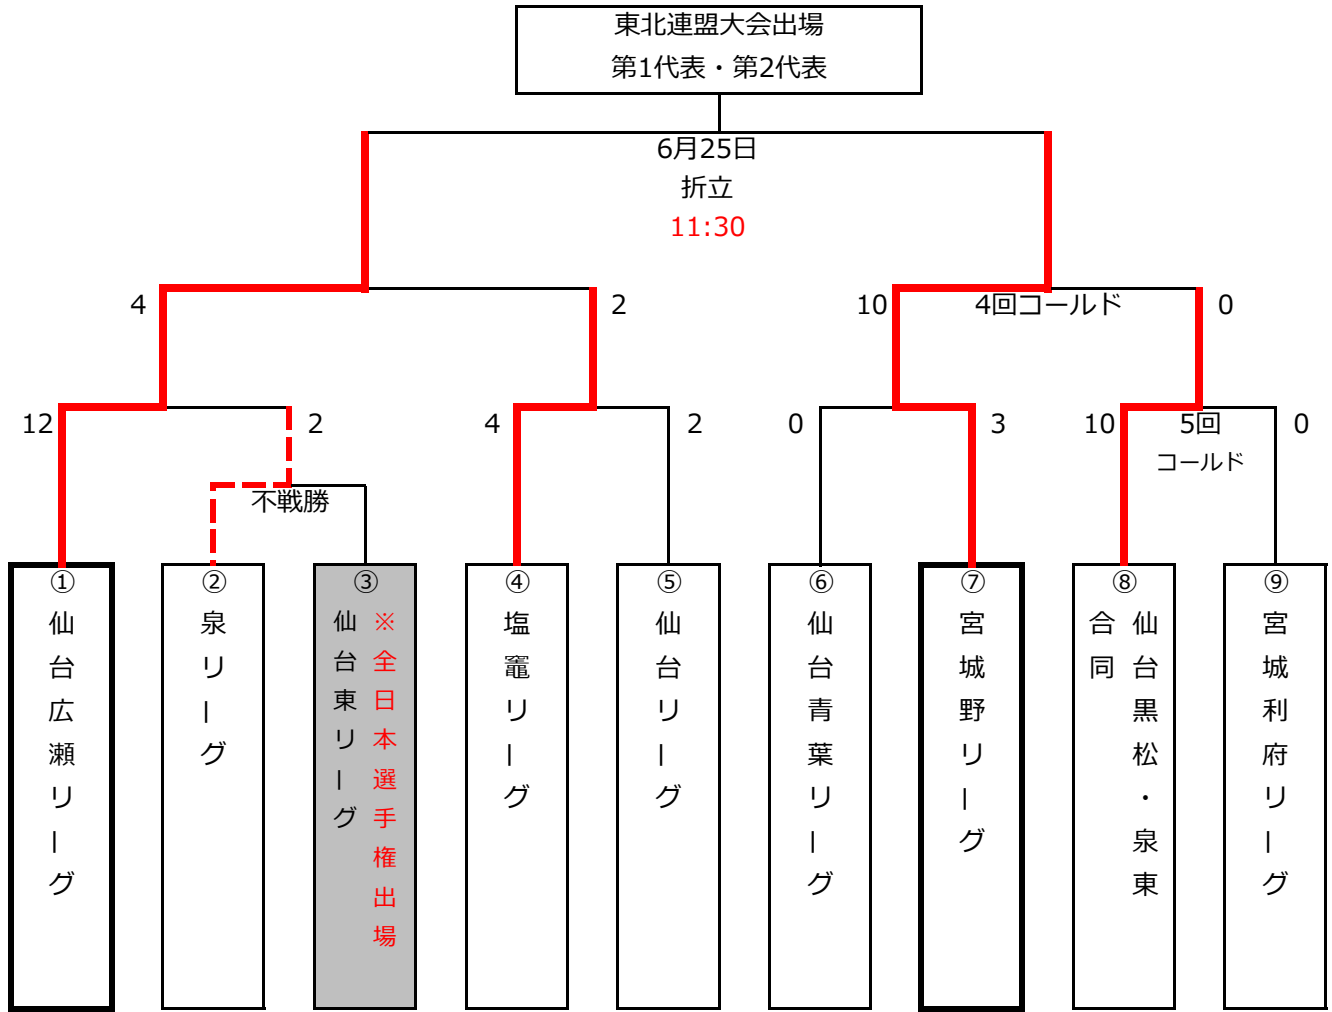 東北連盟大会出場
第1代表・第2代表
6月25日
折立
11:30
4
2
10
4回コールド
0
12
2
4
2
0
3
10
5回
コールド
0
不戦勝
①
仙台広瀬リーグ
②
泉リーグ
③
※全日本選手権出場
仙台東リーグ
④
塩竈リーグ
⑤
仙台リーグ
⑥
仙台青葉リーグ
⑦
宮城野リーグ
⑧
仙台黒松・泉東
合同
⑨
宮城利府リーグ